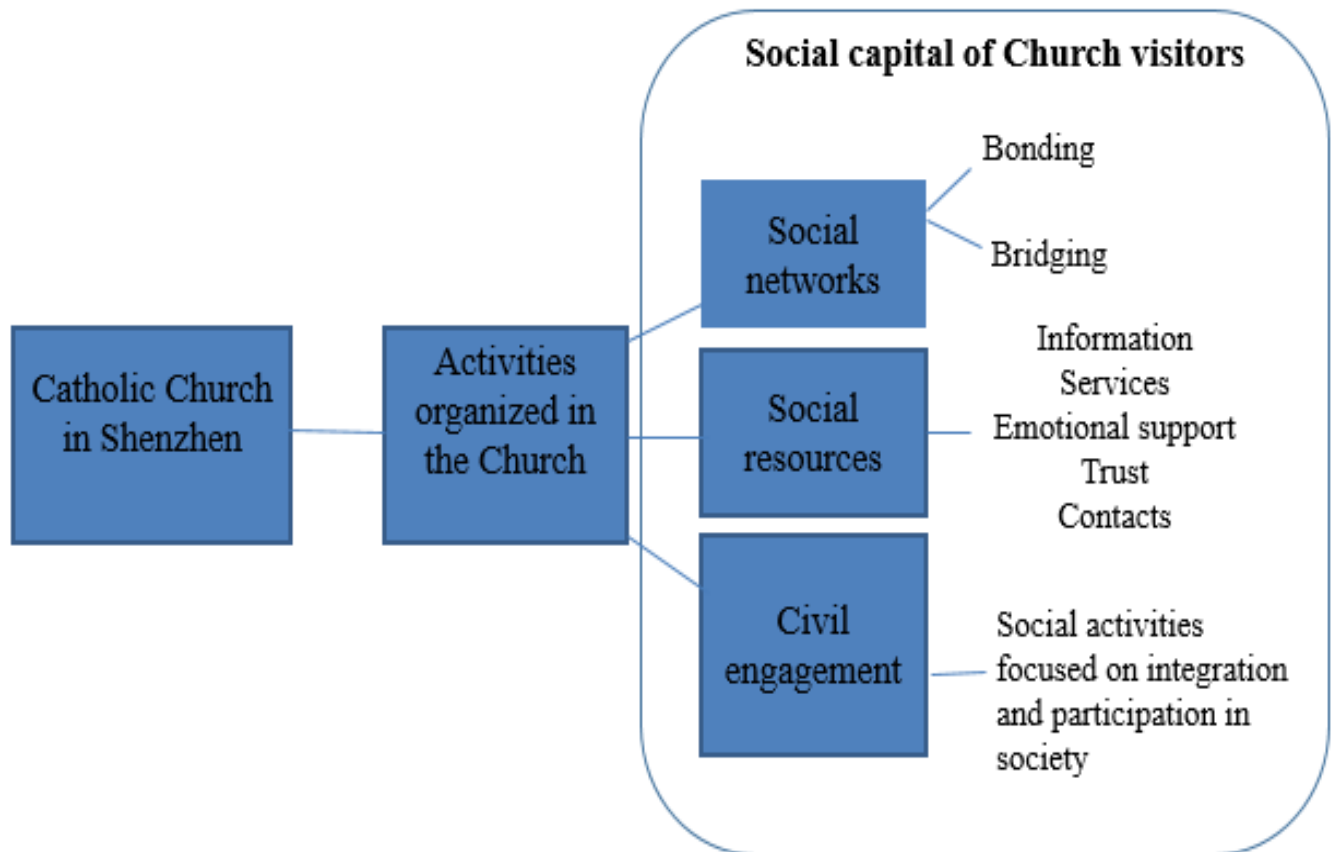 Social capital of Church visitors
Catholic Church
in Shenzhen
Activities
organized in
the Church
Social
networks
Bonding
Bridging
Social
resources
Information
Services
Emotional support
Trust
Contacts
Civil
engagement
Social activities
focused on integration
and participation in
society